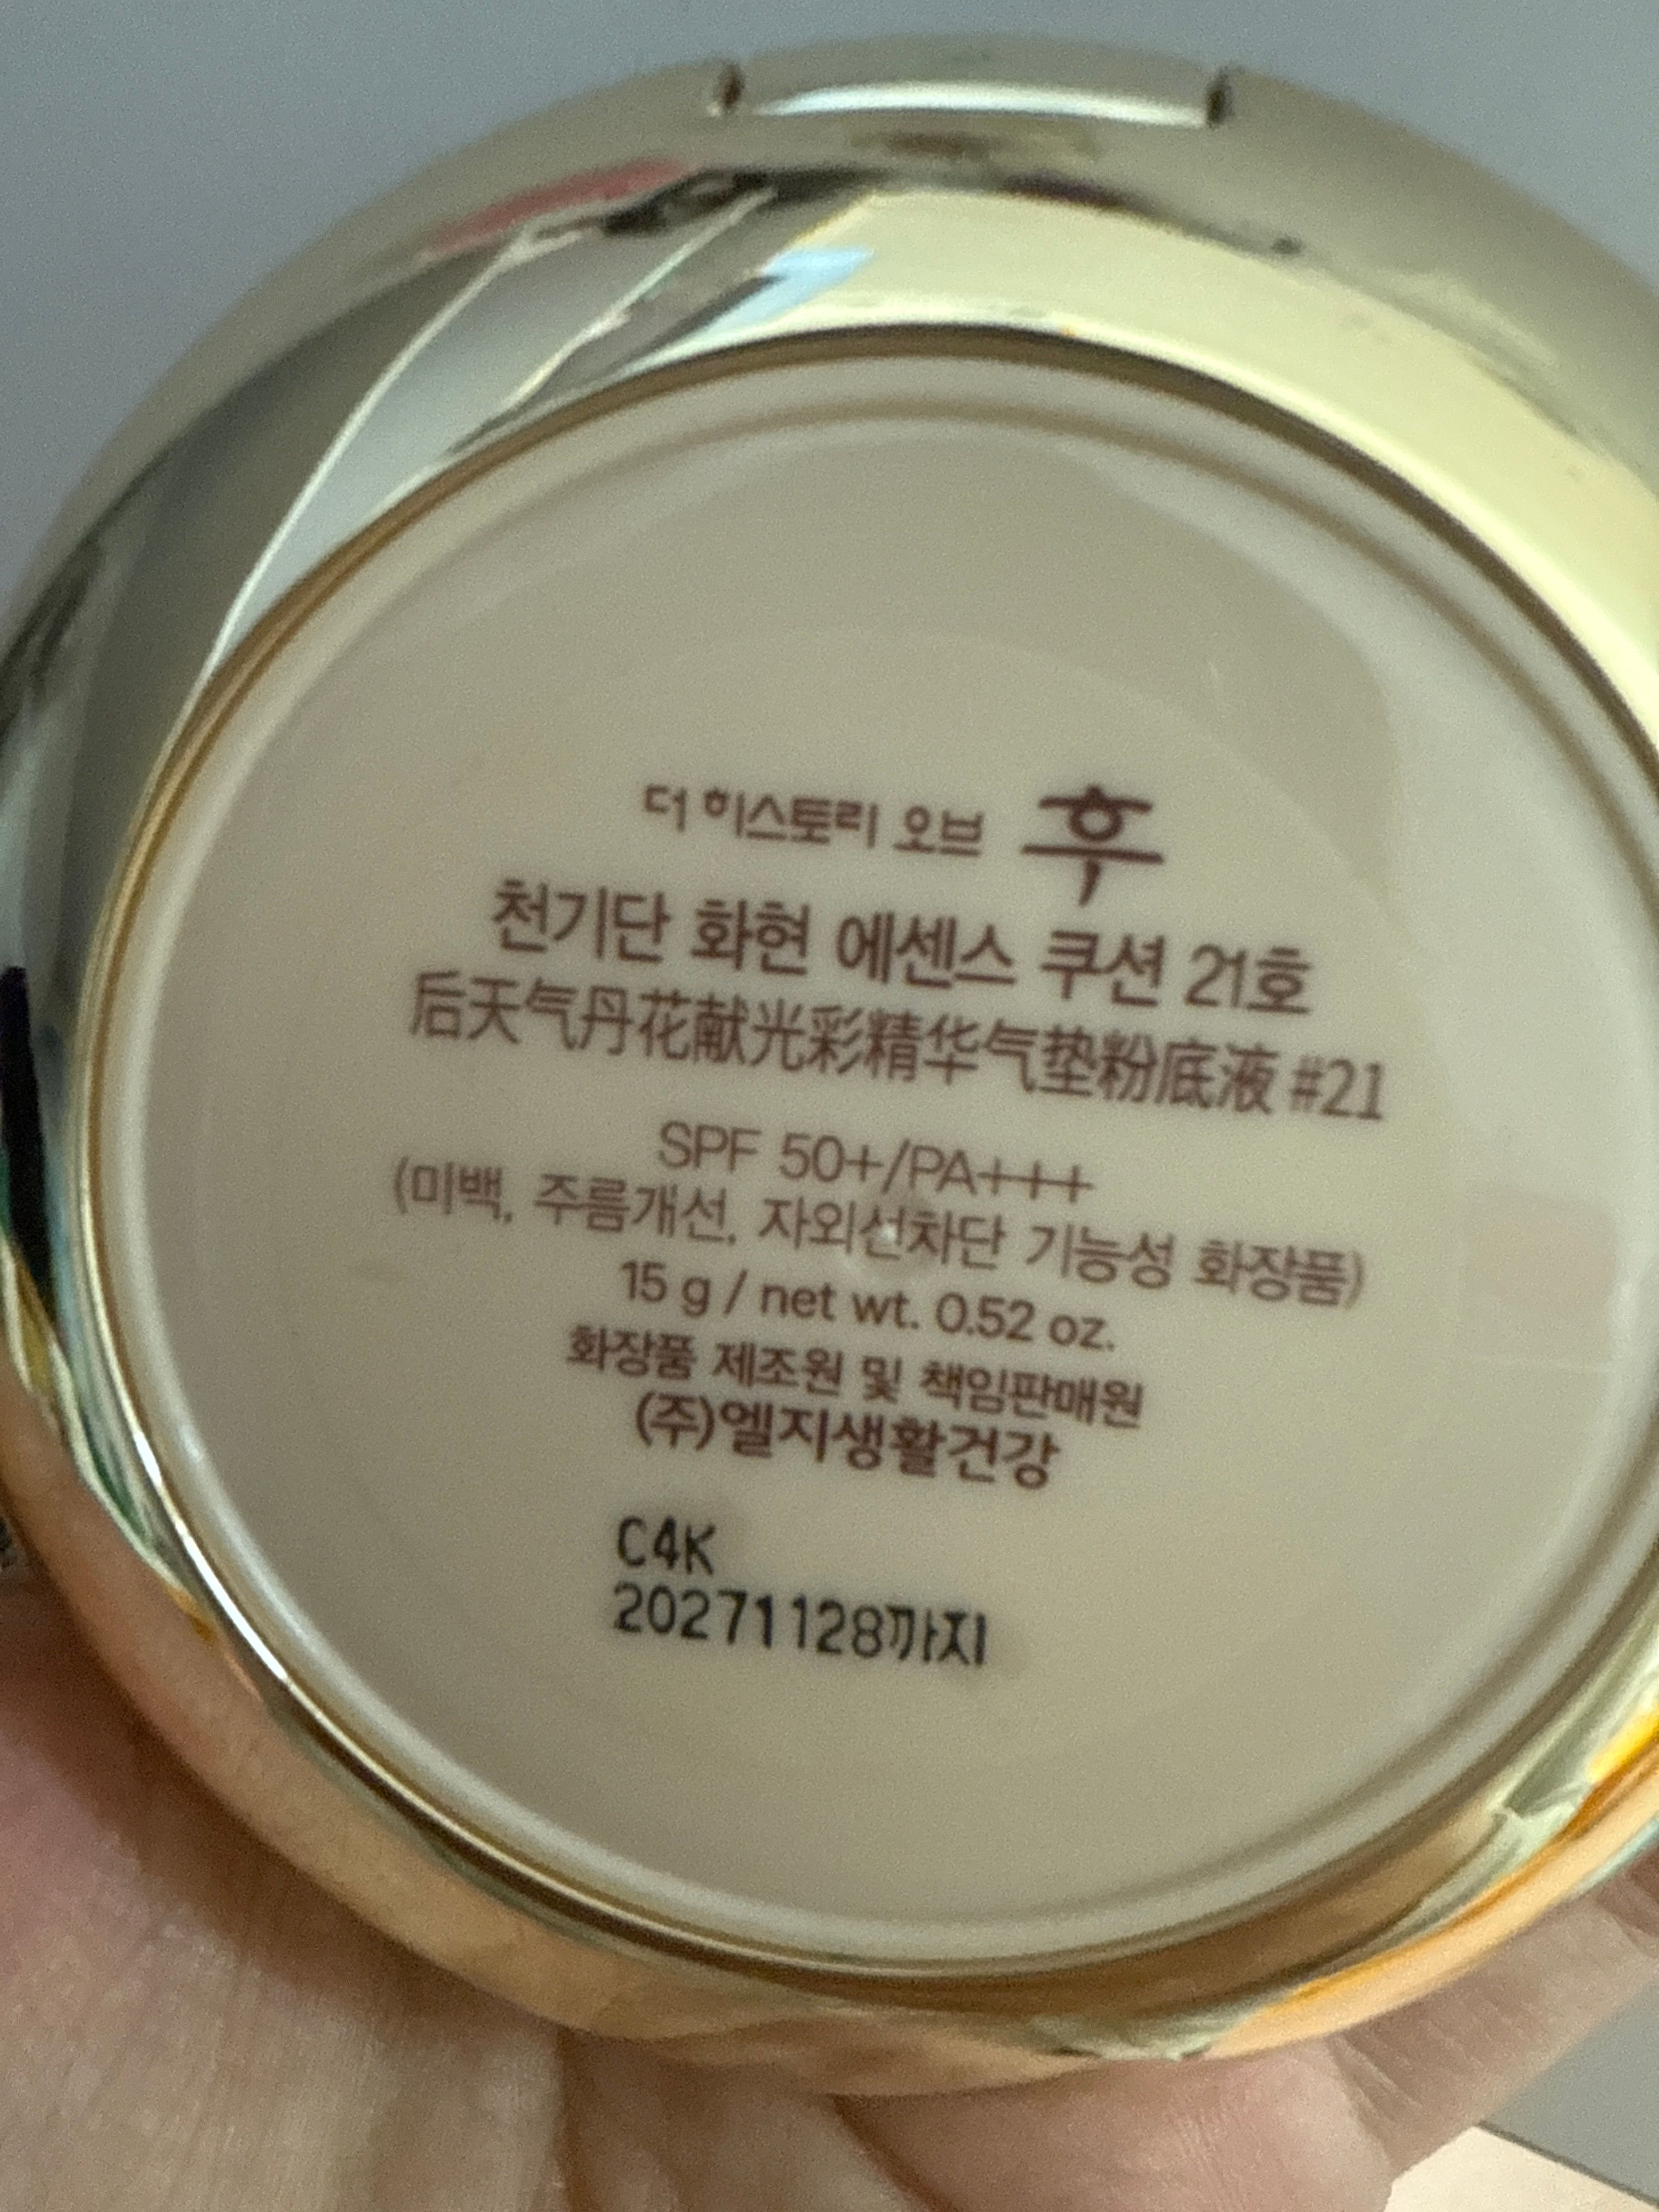 더 히스토리 오브 후
천기단 화현 에센스 쿠션 21호
后天气丹花献光彩精华气垫粉底液 #21
SPF 50+/PA+++
(미백, 주름개선, 자외선차단 기능성 화장품)
15 g / net wt. 0.52 oz.
화장품 제조원 및 책임판매원
(주)엘지생활건강
C4K
20271128까지